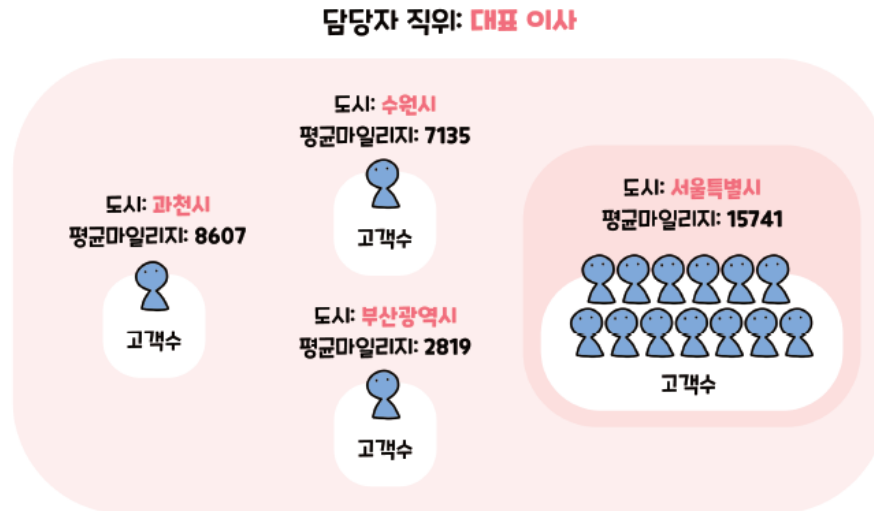 담당자 직위: 대표 이사
도시: 수원시
평균마일리지: 7135
고객수
도시: 과천시
평균마일리지: 8607
고객수
도시: 부산광역시
평균마일리지: 2819
고객수
도시: 서울특별시
평균마일리지: 15741
고객수